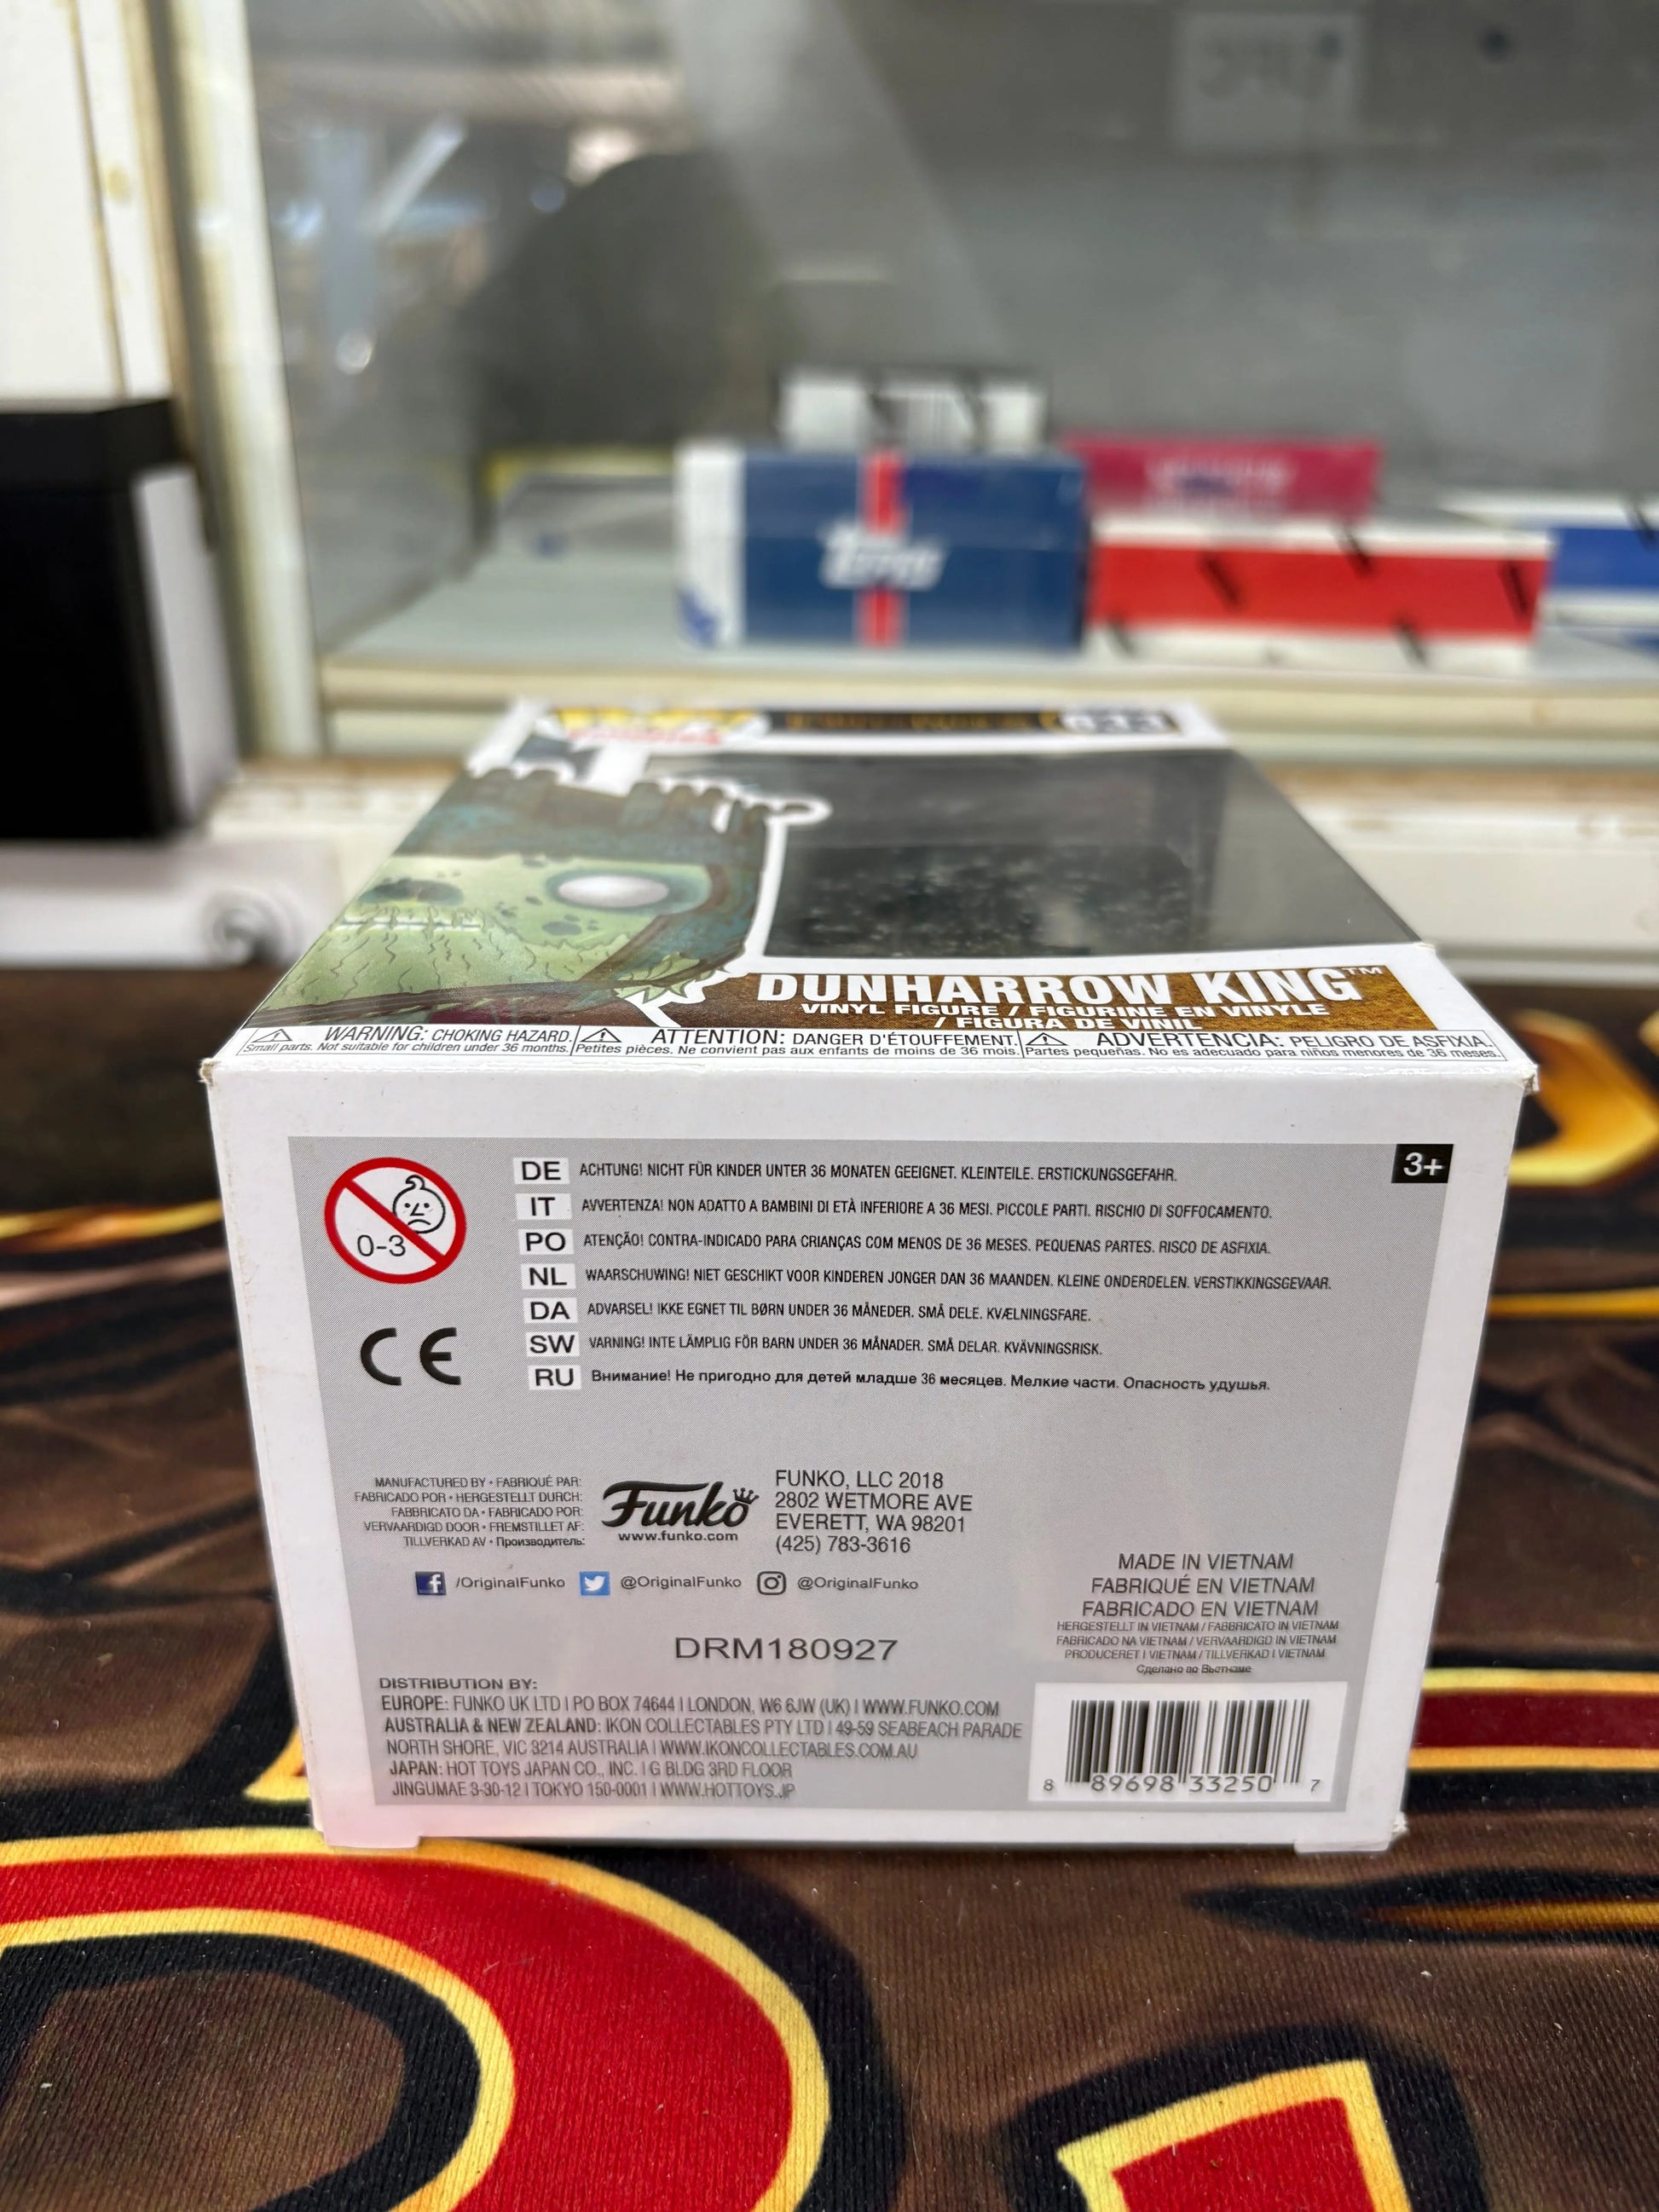 Topps
DUNHARROW KING™
VINYL FIGURE / FIGURINE EN VINYLE
/ FIGURA DE VINIL
WARNING: CHOKING HAZARD.
Small parts. Not suitable for children under 36 months.
ATTENTION: DANGER D'ÉTOUFFEMENT.
Petites pièces. Ne convient pas aux enfants de moins de 36 mois.
ADVERTENCIA: PELIGRO DE ASFIXIA.
Partes pequeñas. No es adecuado para niños menores de 36 meses.
3+
0-3
DE ACHTUNG! NICHT FÜR KINDER UNTER 36 MONATEN GEEIGNET. KLEINTEILE. ERSTICKUNGSGEFAHR.
IT AVVERTENZA! NON ADATTO A BAMBINI DI ETÀ INFERIORE A 36 MESI. PICCOLE PARTI. RISCHIO DI SOFFOCAMENTO.
PO ATENÇÃO! CONTRA-INDICADO PARA CRIANÇAS COM MENOS DE 36 MESES. PEQUENAS PARTES. RISCO DE ASFIXIA.
NL WAARSCHUWING! NIET GESCHIKT VOOR KINDEREN JONGER DAN 36 MAANDEN. KLEINE ONDERDELEN. VERSTIKKINGSGEVAAR.
DA ADVARSEL! IKKE EGNET TIL BØRN UNDER 36 MÅNEDER. SMÅ DELE. KVÆLNINGSFARE.
SW VARNING! INTE LÄMPLIG FÖR BARN UNDER 36 MÅNADER. SMÅ DELAR. KVÄVNINGSRISK.
RU Внимание! Не пригодно для детей младше 36 месяцев. Мелкие части. Опасность удушья.
CE
MANUFACTURED BY • FABRIQUÉ PAR:
FABRICADO POR • HERGESTELLT DURCH:
FABBRICATO DA • FABRICADO POR:
VERVAARDIGD DOOR • FREMSTILLET AF:
TILLVERKAD AV • Производитель:
Funko
www.funko.com
FUNKO, LLC 2018
2802 WETMORE AVE
EVERETT, WA 98201
(425) 783-3616
/OriginalFunko @OriginalFunko @OriginalFunko
MADE IN VIETNAM
FABRIQUÉ EN VIETNAM
FABRICADO EN VIETNAM
HERGESTELLT IN VIETNAM / FABBRICATO IN VIETNAM
FABRICADO NA VIETNAM / VERVAARDIGD IN VIETNAM
PRODUCERET I VIETNAM / TILLVERKAD I VIETNAM
Сделано во Вьетнаме
DRM180927
DISTRIBUTION BY:
EUROPE: FUNKO UK LTD | PO BOX 74644 | LONDON, W6 6JW (UK) | WWW.FUNKO.COM
AUSTRALIA & NEW ZEALAND: IKON COLLECTABLES PTY LTD | 49-59 SEABEACH PARADE
NORTH SHORE, VIC 3214 AUSTRALIA | WWW.IKONCOLLECTABLES.COM.AU
JAPAN: HOT TOYS JAPAN CO., INC. | G BLDG 3RD FLOOR
JINGUMAE 3-30-12 | TOKYO 150-0001 | WWW.HOTTOYS.JP
8 89698 33250 7